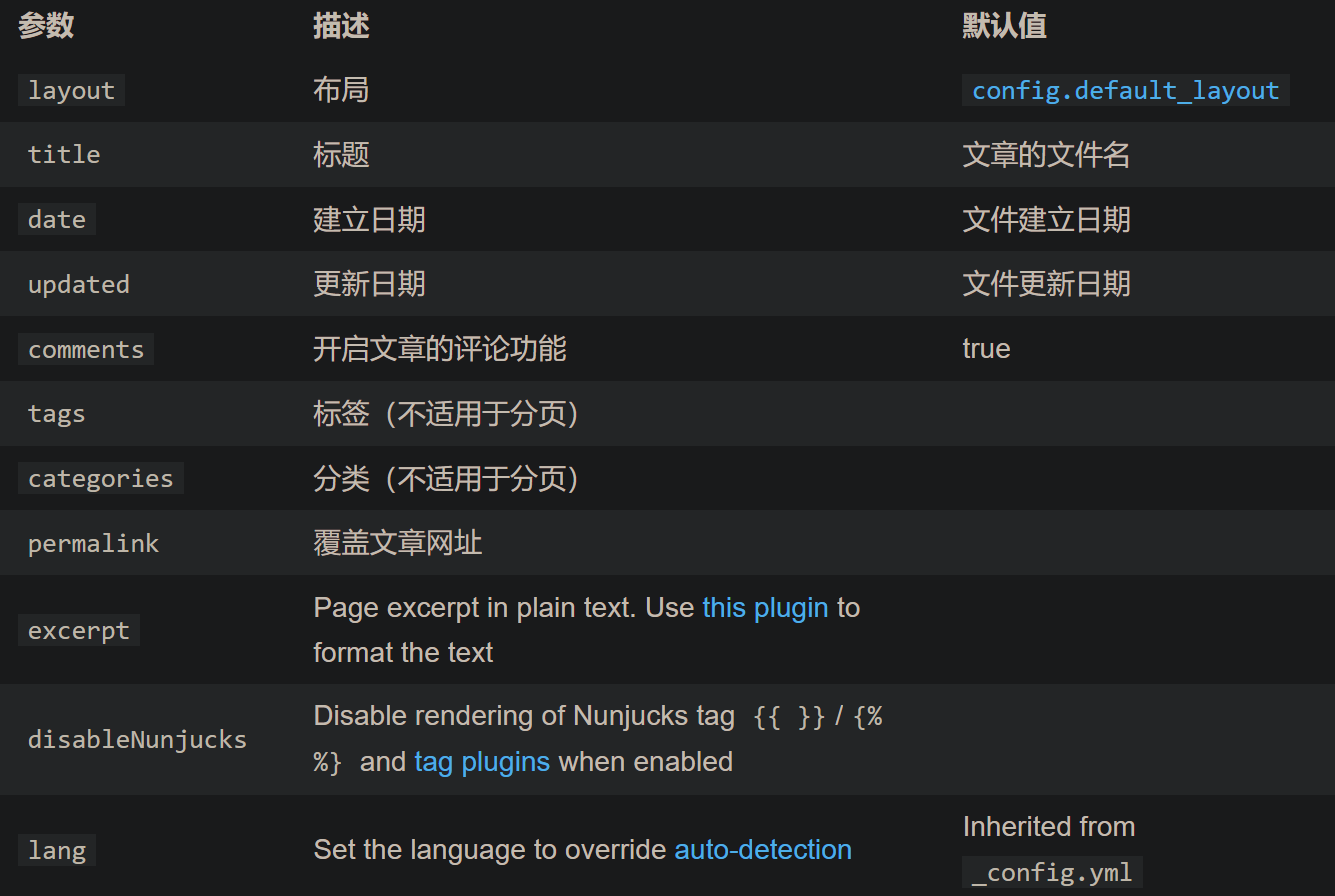 参数 描述 默认值
layout 布局 config.default_layout
title 标题 文章的文件名
date 建立日期 文件建立日期
updated 更新日期 文件更新日期
comments 开启文章的评论功能 true
tags 标签（不适用于分页）
categories 分类（不适用于分页）
permalink 覆盖文章网址
excerpt Page excerpt in plain text. Use this plugin to
format the text
disableNunjucks Disable rendering of Nunjucks tag {{ }} / {%
%} and tag plugins when enabled
lang Set the language to override auto-detection Inherited from
_config.yml